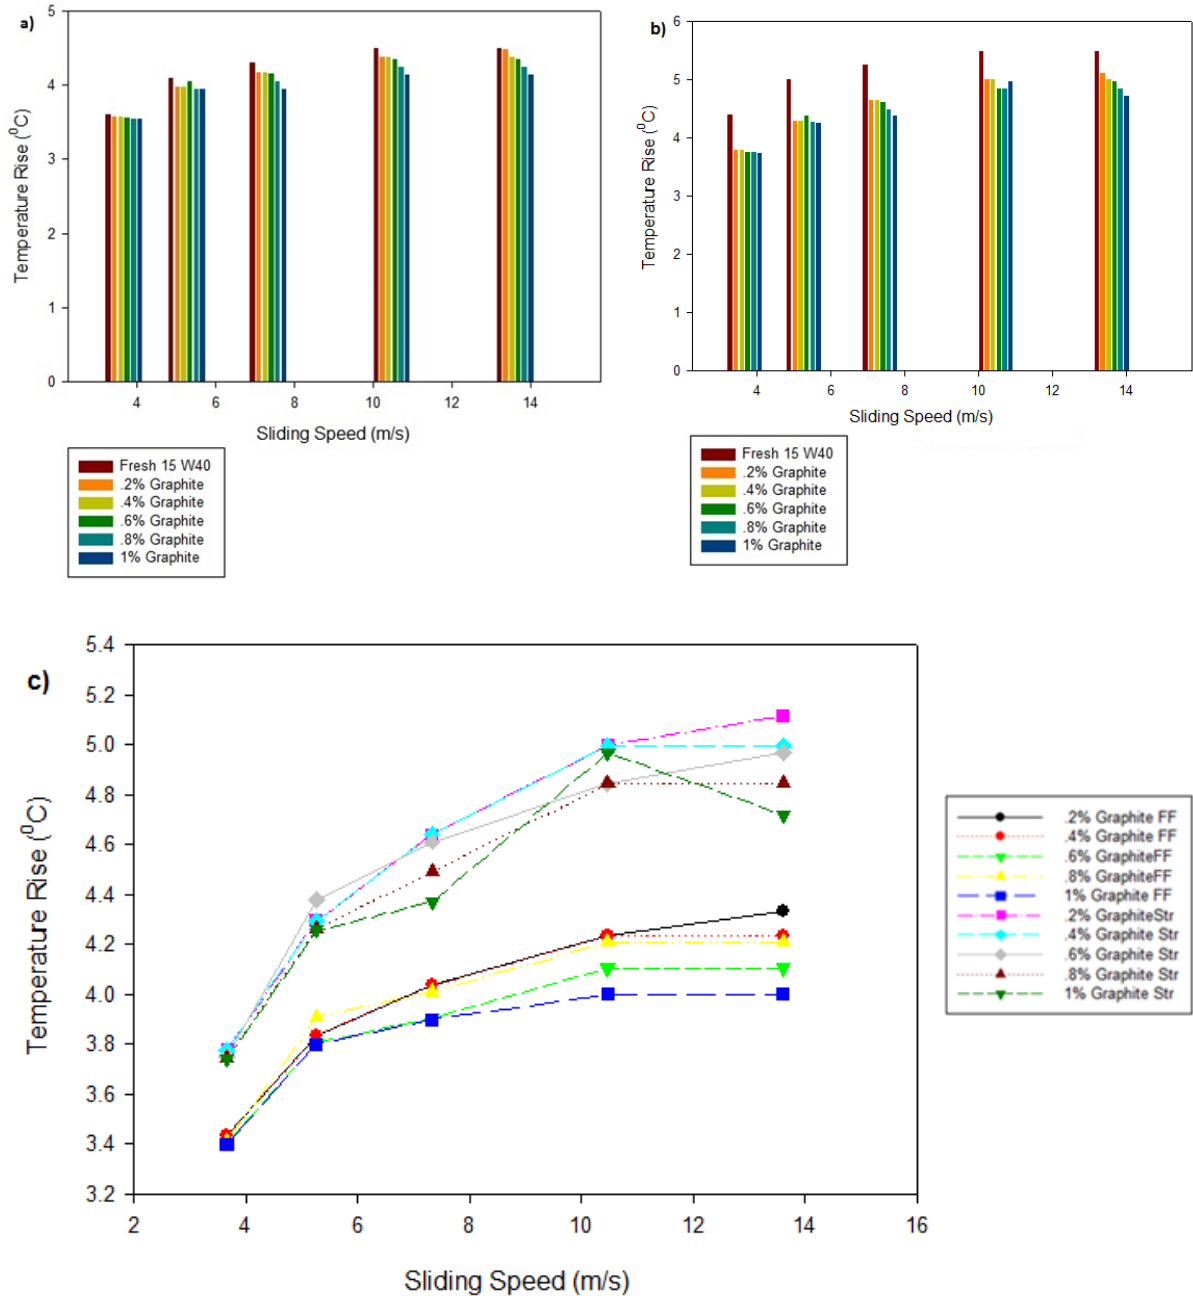 a)
5
4
3
2
1
0
Temperature Rise (⁰C)
4 6 8 10 12 14
Sliding Speed (m/s)
Fresh 15 W40
.2% Graphite
.4% Graphite
.6% Graphite
.8% Graphite
1% Graphite
b)
6
5
4
3
2
1
0
Temperature Rise (⁰C)
4 6 8 10 12 14
Sliding Speed (m/s)
Fresh 15 W40
.2% Graphite
.4% Graphite
.6% Graphite
.8% Graphite
1% Graphite
c)
5.4
5.2
5.0
4.8
4.6
4.4
4.2
4.0
3.8
3.6
3.4
3.2
Temperature Rise (⁰C)
2 4 6 8 10 12 14 16
Sliding Speed (m/s)
.2% Graphite FF
.4% Graphite FF
.6% GraphiteFF
.8% GraphiteFF
1% Graphite FF
.2% GraphiteStr
.4% Graphite Str
.6% Graphite Str
.8% Graphite Str
1% Graphite Str